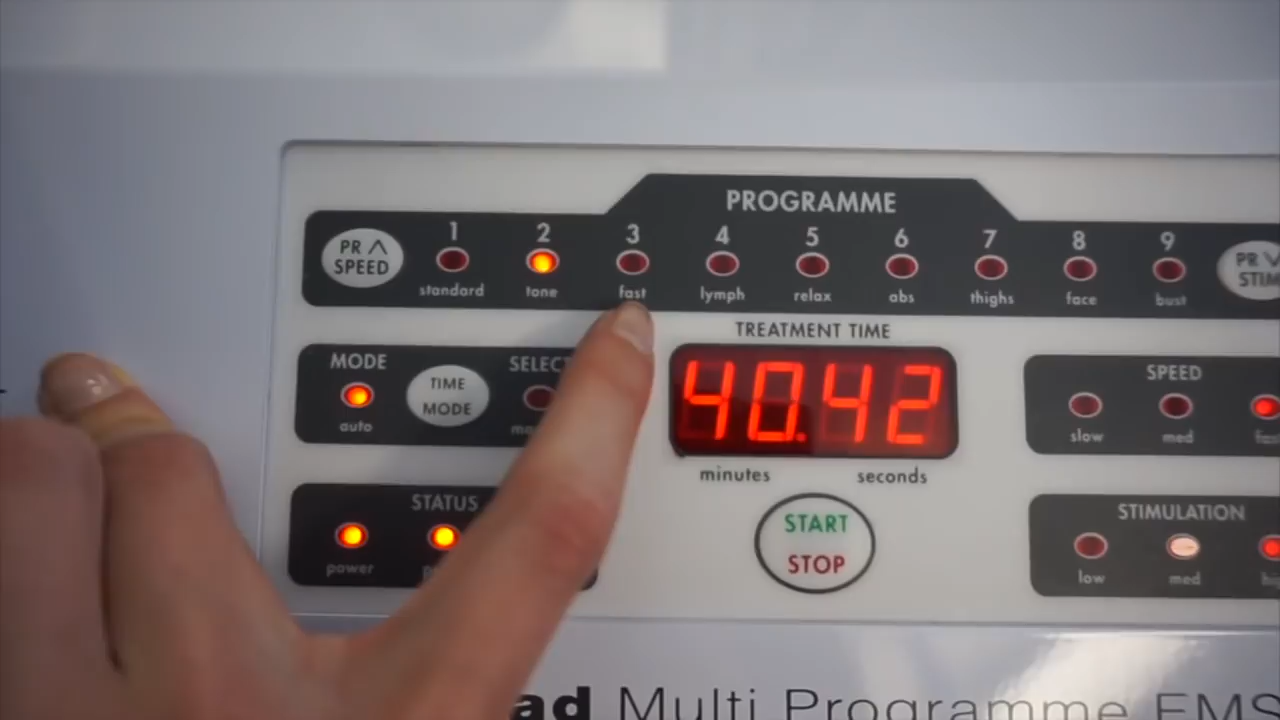 PROGRAMME
PR SPEED
1 2 3 4 5 6 7 8 9
standard tone fast lymph relax abs thighs face bust
TREATMENT TIME
MODE
auto
TIME MODE
40.42
minutes seconds
SPEED
slow med
STATUS
power
START
STOP
STIMULATION
low med
Multi Programme EMS